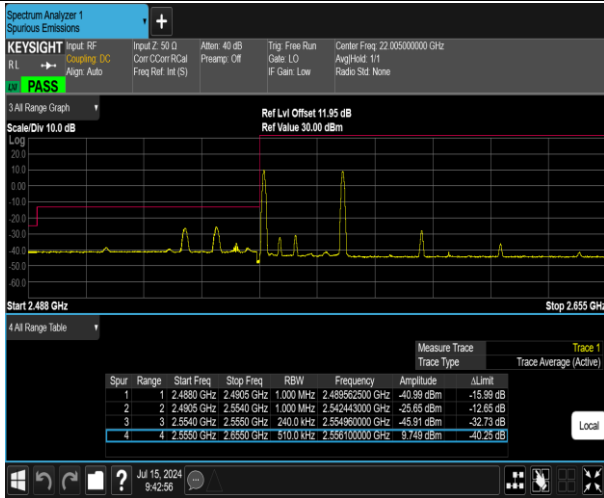 Spectrum Analyzer 1
Spurious Emissions
+
KEYSIGHT Input: RF Input Z: 50 Ω Atten: 40 dB Trig: Free Run Center Freq: 22.005000000 GHz
RL Coupling: DC Corr CCorr RCal Preamp: Off Gate: LO Avg|Hold: 1/1
Align: Auto Freq Ref: Int (S) IF Gain: Low Radio Std: None
PASS
3 All Range Graph Ref Lvl Offset 11.95 dB
Scale/Div 10.0 dB Ref Value 30.00 dBm
Log
20.0
10.0
0.00
-10.0
-20.0
-30.0
-40.0
-50.0
-60.0
Start 2.488 GHz Stop 2.655 GHz
4 All Range Table
Measure Trace Trace 1
Trace Type Trace Average (Active)
Spur Range Start Freq Stop Freq RBW Frequency Amplitude ΔLimit
1 1 2.4880 GHz 2.4905 GHz 1.000 MHz 2.489562500 GHz -40.99 dBm -15.99 dB
2 2 2.4905 GHz 2.5540 GHz 1.000 MHz 2.542443000 GHz -25.65 dBm -12.65 dB
3 3 2.5540 GHz 2.5550 GHz 240.0 kHz 2.554960000 GHz -45.91 dBm -32.73 dB
4 4 2.5550 GHz 2.6550 GHz 510.0 kHz 2.556100000 GHz 9.749 dBm -40.25 dB
Local
? Jul 15, 2024
9:42:56